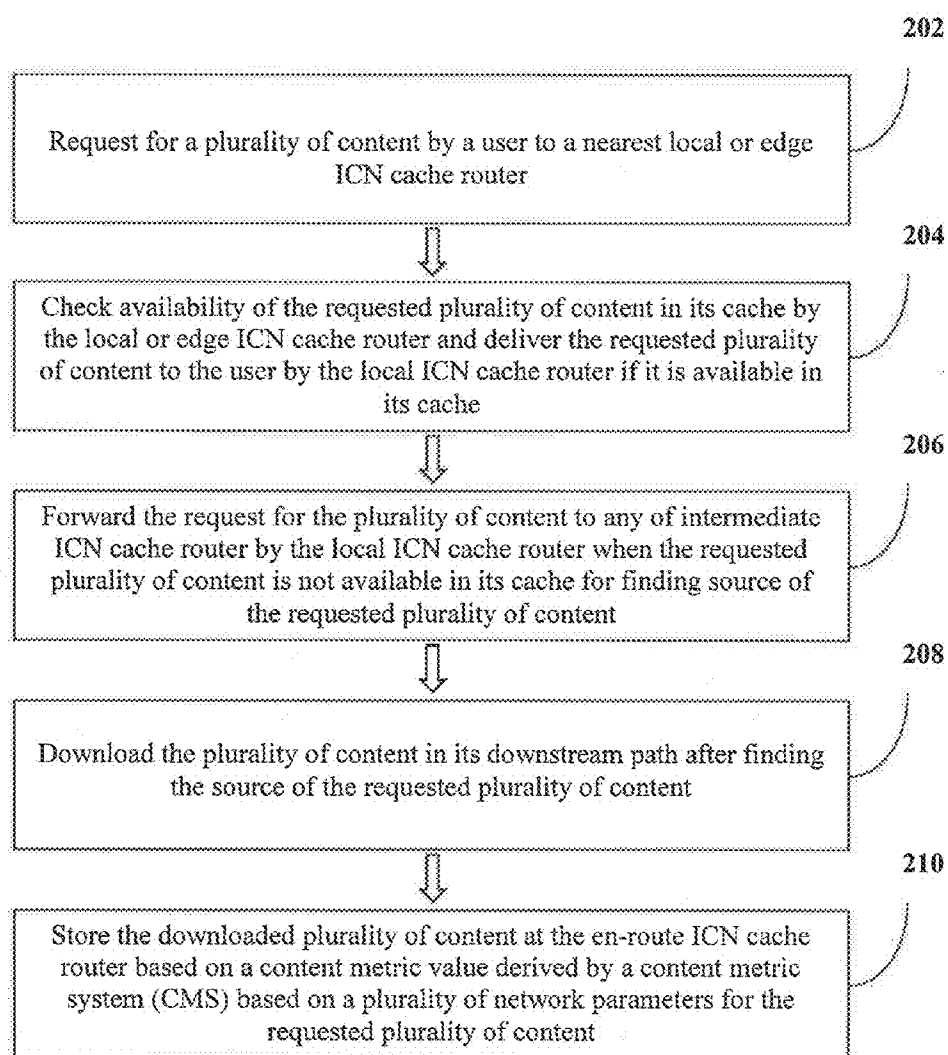 202
Request for a plurality of content by a user to a nearest local or edge
ICN cache router
204
Check availability of the requested plurality of content in its cache by
the local or edge ICN cache router and deliver the requested plurality
of content to the user by the local ICN cache router if it is available in
its cache
206
Forward the request for the plurality of content to any of intermediate
ICN cache router by the local ICN cache router when the requested
plurality of content is not available in its cache for finding source of
the requested plurality of content
208
Download the plurality of content in its downstream path after finding
the source of the requested plurality of content
210
Store the downloaded plurality of content at the en-route ICN cache
router based on a content metric value derived by a content metric
system (CMS) based on a plurality of network parameters for the
requested plurality of content